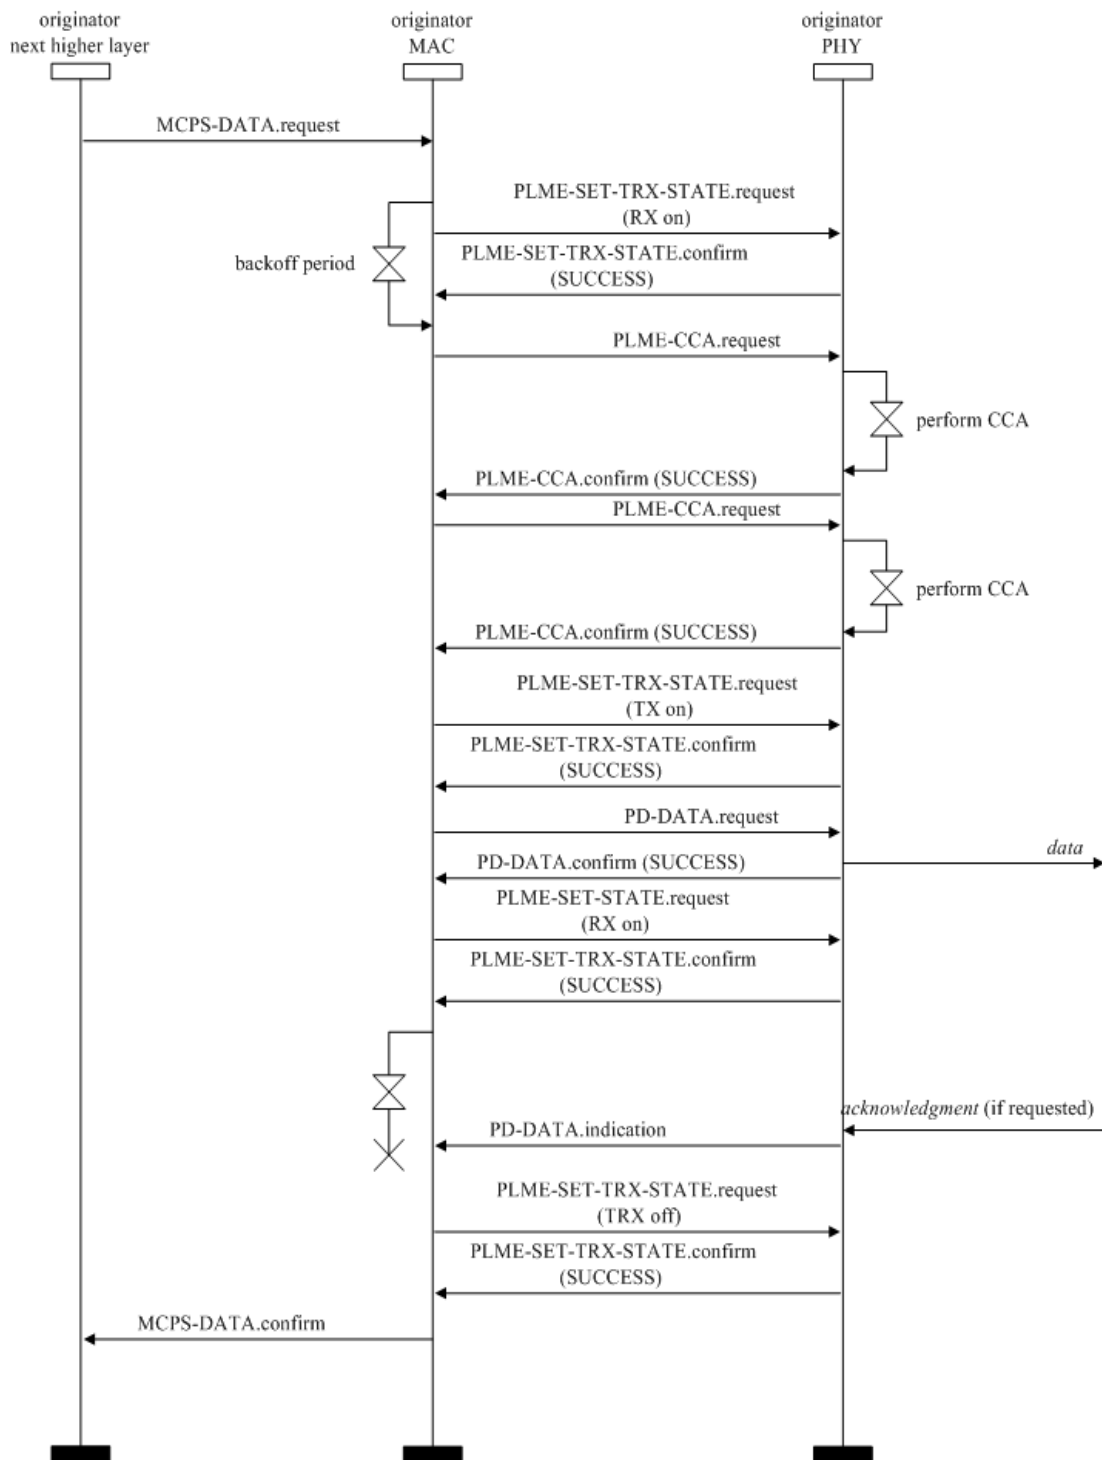 originator
next higher layer
originator
MAC
originator
PHY
MCPS-DATA.request
PLME-SET-TRX-STATE.request
(RX on)
backoff period
PLME-SET-TRX-STATE.confirm
(SUCCESS)
PLME-CCA.request
perform CCA
PLME-CCA.confirm (SUCCESS)
PLME-CCA.request
perform CCA
PLME-CCA.confirm (SUCCESS)
PLME-SET-TRX-STATE.request
(TX on)
PLME-SET-TRX-STATE.confirm
(SUCCESS)
PD-DATA.request
data
PD-DATA.confirm (SUCCESS)
PLME-SET-STATE.request
(RX on)
PLME-SET-TRX-STATE.confirm
(SUCCESS)
acknowledgment (if requested)
PD-DATA.indication
PLME-SET-TRX-STATE.request
(TRX off)
PLME-SET-TRX-STATE.confirm
(SUCCESS)
MCPS-DATA.confirm